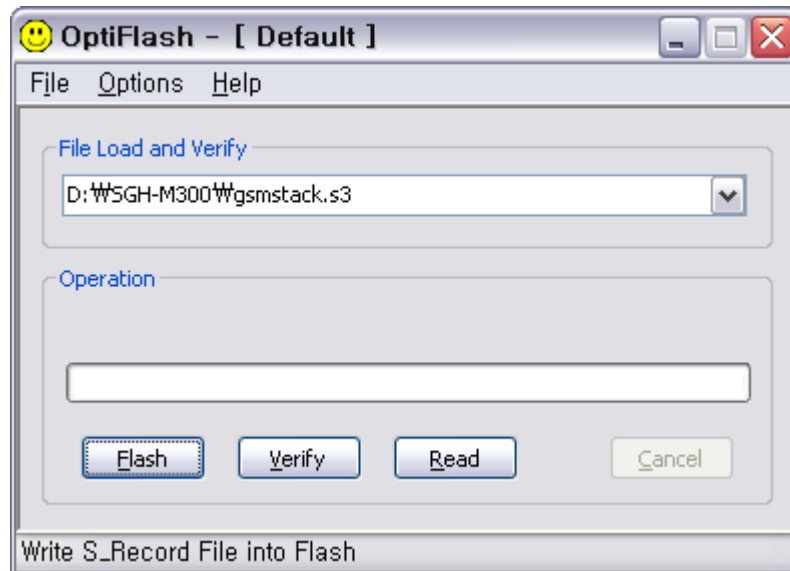 OptiFlash - [ Default ]
File Options Help
File Load and Verify
D:₩SGH-M300₩gsmstack.s3
Operation
Flash Verify Read Cancel
Write S_Record File into Flash